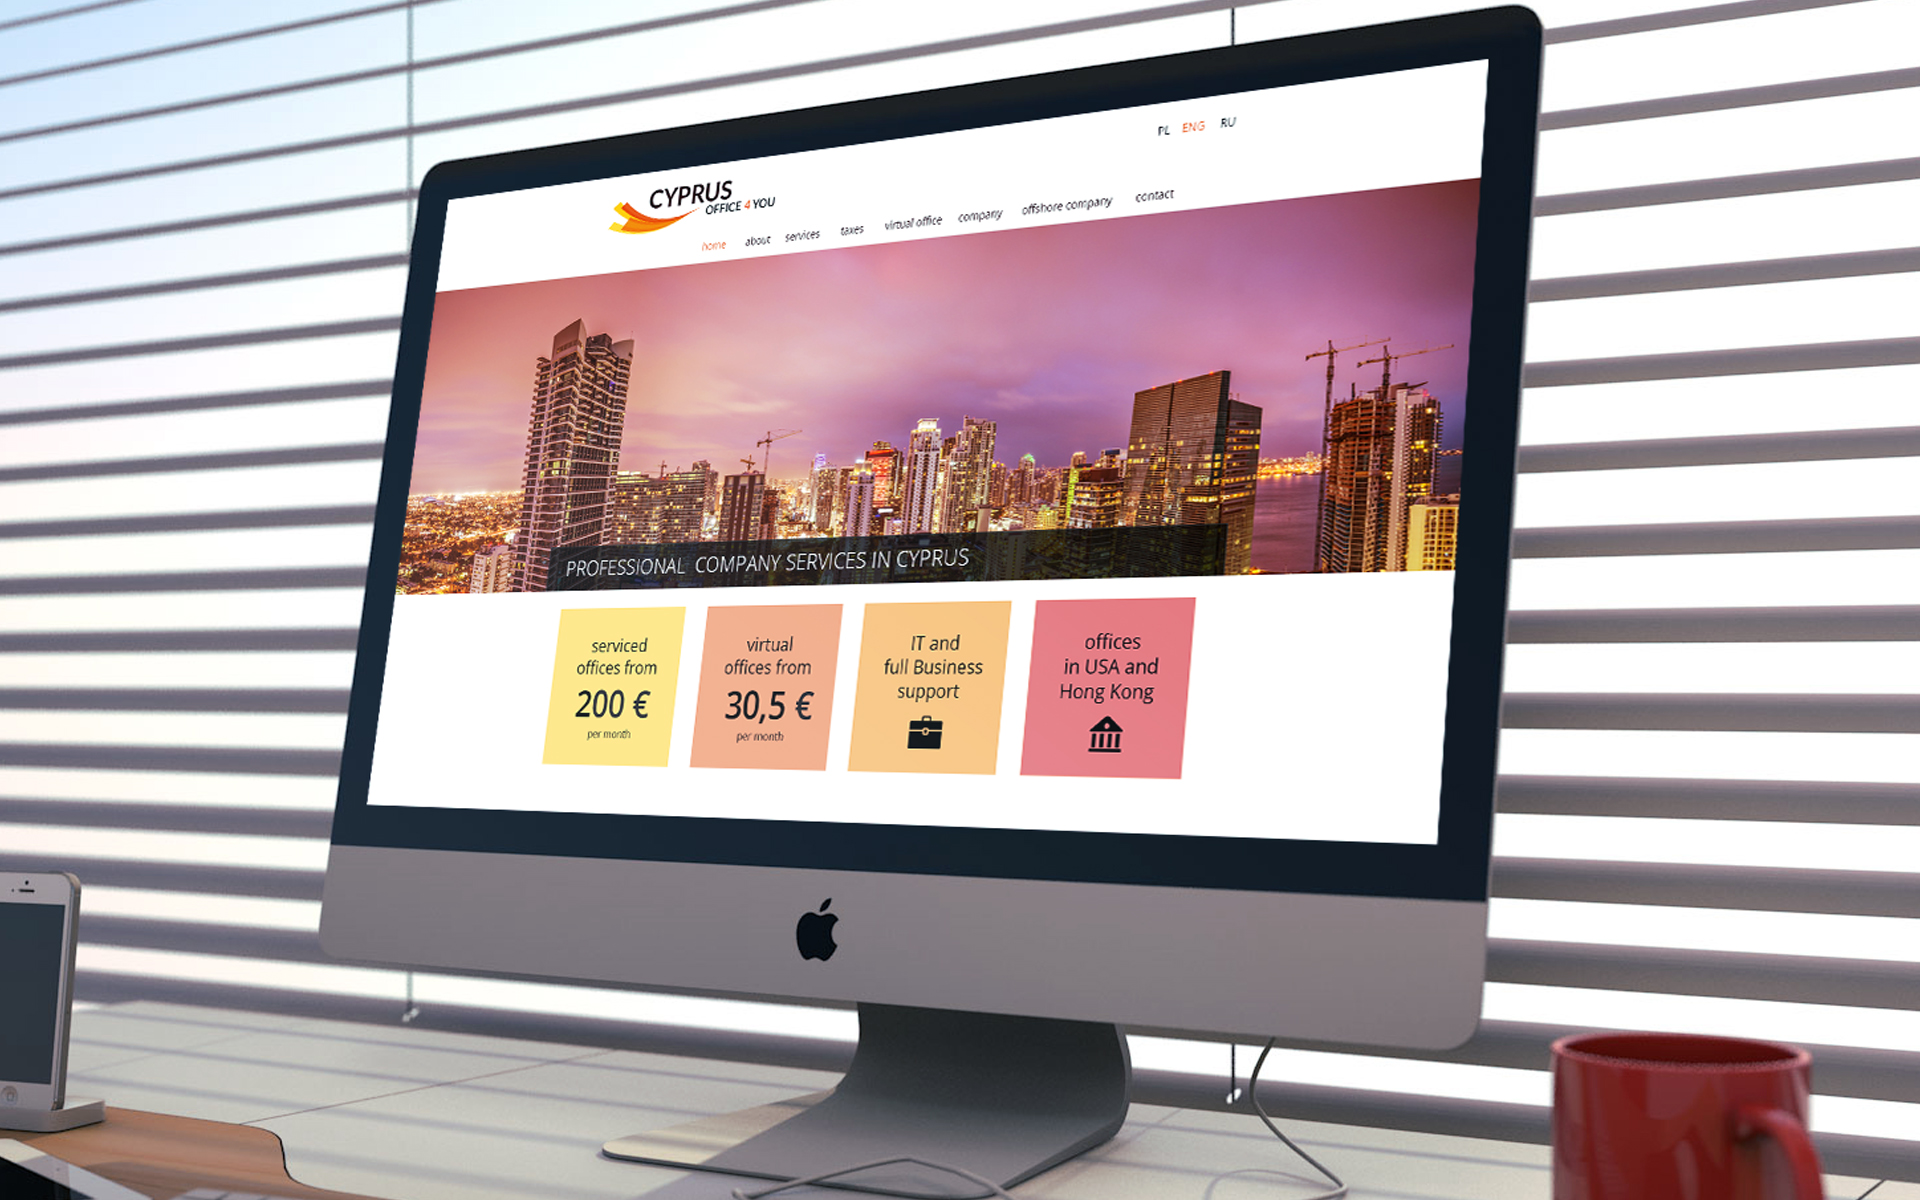 PL ENG RU
CYPRUS
OFFICE 4 YOU
home about services taxes virtual office company offshore company contact
PROFESSIONAL COMPANY SERVICES IN CYPRUS
serviced
offices from
200 €
per month
virtual
offices from
30,5 €
per month
IT and
full Business
support
offices
in USA and
Hong Kong